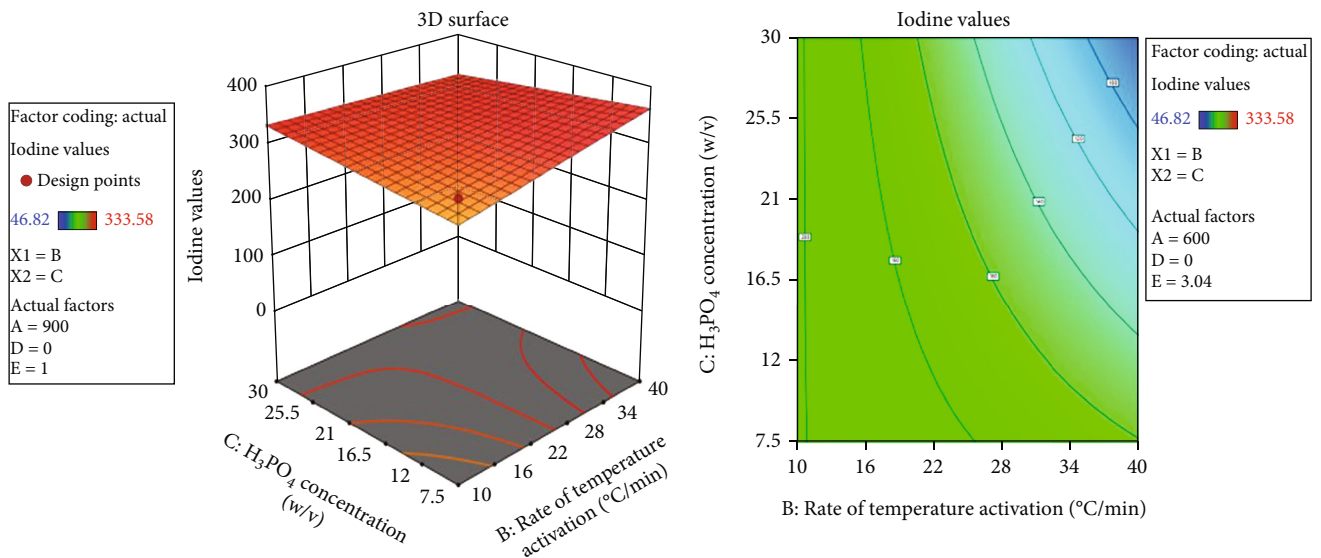 Factor coding: actual
Iodine values
Design points
46.82 333.58
X1 = B
X2 = C
Actual factors
A = 900
D = 0
E = 1
3D surface
Iodine values
400
300
200
100
0
30
25.5
21
16.5
12
7.5
C: H₃PO₄ concentration
(w/v)
40
34
28
22
16
10
B: Rate of temperature
activation (°C/min)
Iodine values
C: H₃PO₄ concentration (w/v)
30
25.5
21
16.5
12
7.5
10 16 22 28 34 40
B: Rate of temperature activation (°C/min)
Factor coding: actual
Iodine values
46.82 333.58
X1 = B
X2 = C
Actual factors
A = 600
D = 0
E = 3.04